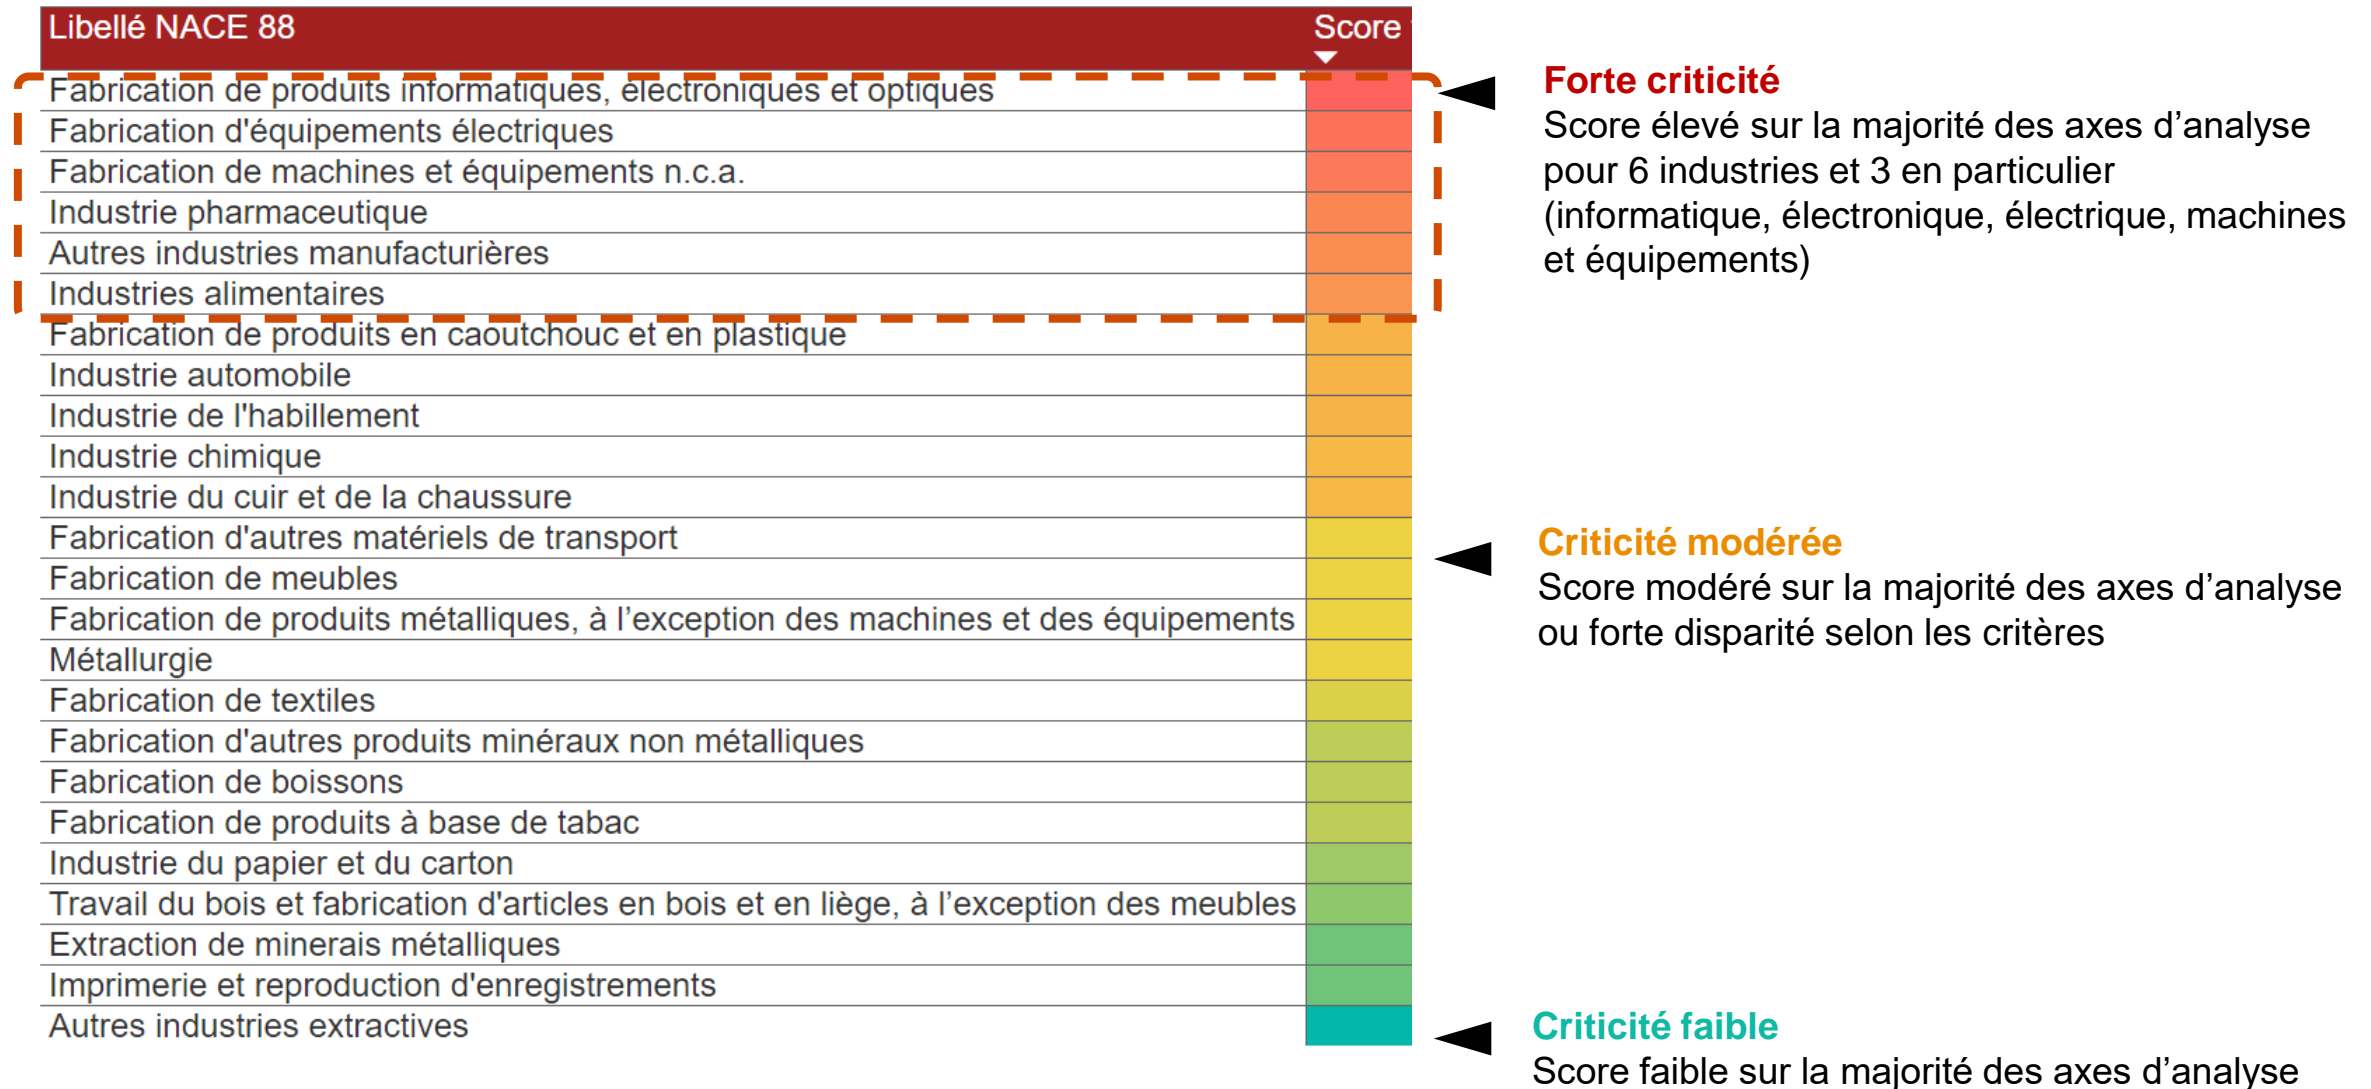 Libellé NACE 88
Score
Fabrication de produits informatiques, électroniques et optiques
Fabrication d'équipements électriques
Fabrication de machines et équipements n.c.a.
Industrie pharmaceutique
Autres industries manufacturières
Industries alimentaires
Fabrication de produits en caoutchouc et en plastique
Industrie automobile
Industrie de l'habillement
Industrie chimique
Industrie du cuir et de la chaussure
Fabrication d'autres matériels de transport
Fabrication de meubles
Fabrication de produits métalliques, à l’exception des machines et des équipements
Métallurgie
Fabrication de textiles
Fabrication d'autres produits minéraux non métalliques
Fabrication de boissons
Fabrication de produits à base de tabac
Industrie du papier et du carton
Travail du bois et fabrication d'articles en bois et en liège, à l’exception des meubles
Extraction de minerais métalliques
Imprimerie et reproduction d'enregistrements
Autres industries extractives
Forte criticité
Score élevé sur la majorité des axes d’analyse
pour 6 industries et 3 en particulier
(informatique, électronique, électrique, machines
et équipements)
Criticité modérée
Score modéré sur la majorité des axes d’analyse
ou forte disparité selon les critères
Criticité faible
Score faible sur la majorité des axes d’analyse